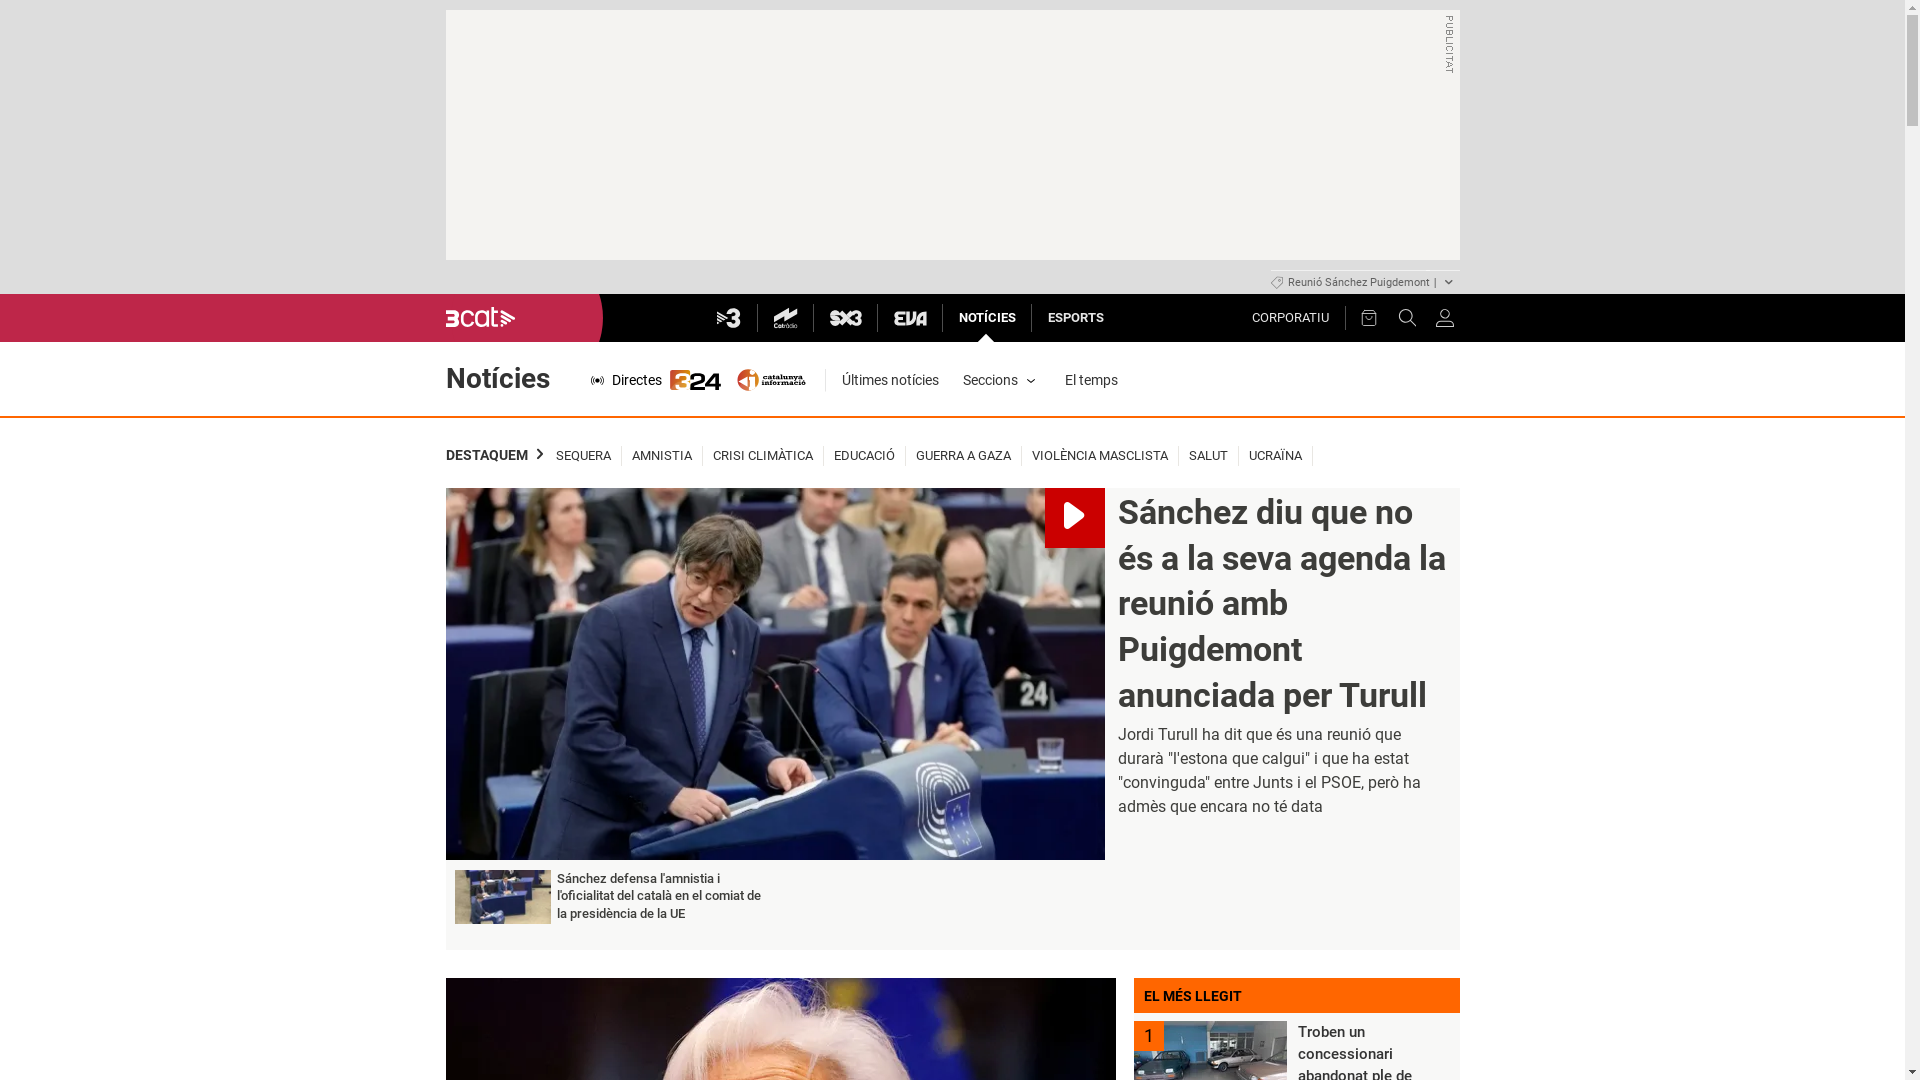 PUBLICITAT
Reunió Sánchez Puigdemont |
3cat
3
Catràdio
SX3
EVA
NOTÍCIES
ESPORTS
CORPORATIU
Notícies
Directes
324
catalunya
informació
Últimes notícies
Seccions
El temps
DESTAQUEM
SEQUERA
AMNISTIA
CRISI CLIMÀTICA
EDUCACIÓ
GUERRA A GAZA
VIOLÈNCIA MASCLISTA
SALUT
UCRAÏNA
24
Sánchez diu que no
és a la seva agenda la
reunió amb
Puigdemont
anunciada per Turull
Jordi Turull ha dit que és una reunió que
durarà "l'estona que calgui" i que ha estat
"convinguda" entre Junts i el PSOE, però ha
admès que encara no té data
Sánchez defensa l'amnistia i
l'oficialitat del català en el comiat de
la presidència de la UE
EL MÉS LLEGIT
1
Troben un
concessionari
abandonat ple de